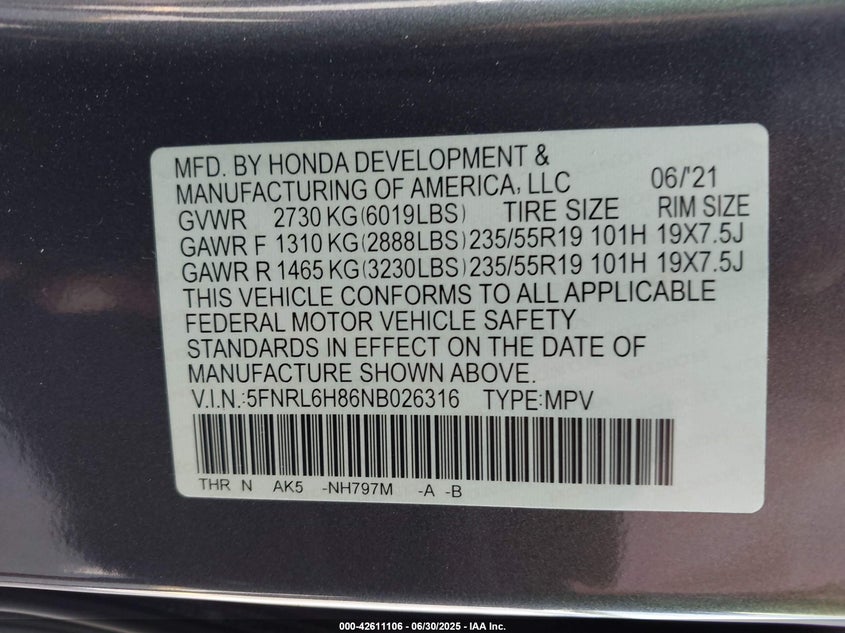 MFD. BY HONDA DEVELOPMENT &
MANUFACTURING OF AMERICA, LLC 06/'21
GVWR 2730 KG(6019LBS) TIRE SIZE RIM SIZE
GAWR F 1310 KG(2888LBS)235/55R19 101H 19X7.5J
GAWR R 1465 KG(3230LBS)235/55R19 101H 19X7.5J
THIS VEHICLE CONFORMS TO ALL APPLICABLE
FEDERAL MOTOR VEHICLE SAFETY
STANDARDS IN EFFECT ON THE DATE OF
MANUFACTURE SHOWN ABOVE.
V.I.N.:5FNRL6H86NB026316 TYPE:MPV
THR N AK5 -NH797M -A -B
000-42611106 - 06/30/2025 - IAA Inc.